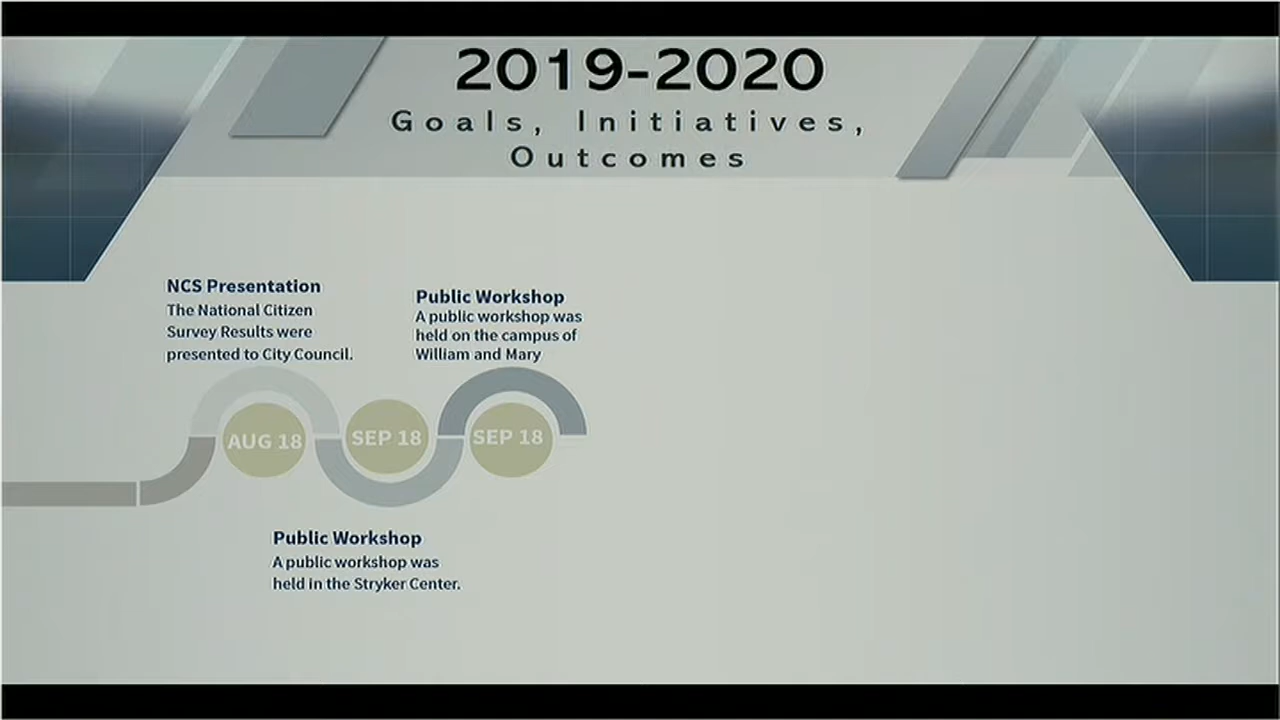 2019-2020
Goals, Initiatives,
Outcomes
NCS Presentation
The National Citizen
Survey Results were
presented to City Council.
Public Workshop
A public workshop was
held on the campus of
William and Mary
AUG 18
SEP 18
SEP 18
Public Workshop
A public workshop was
held in the Stryker Center.